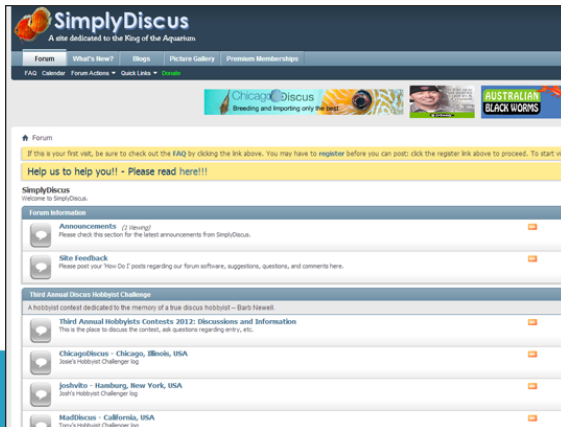 SimplyDiscus
A site dedicated to the King of the Aquarium
Forum What's New? Blogs Picture Gallery Premium Memberships
FAQ Calendar Forum Actions Quick Links Donate
Chicago Discus
Breeding and Importing only the best
AUSTRALIAN
BLACK WORMS
Forum
If this is your first visit, be sure to check out the FAQ by clicking the link above. You may have to register before you can post: click the register link above to proceed. To start
Help us to help you!! - Please read here!!!
SimplyDiscus
Welcome to SimplyDiscus.
Forum Information
Announcements (1 Viewing)
Please check this section for the latest announcements from SimplyDiscus.
Site Feedback
Please post your 'How Do I' posts regarding our forum software, suggestions, questions, and comments here.
Third Annual Discus Hobbyist Challenge
A hobbyist contest dedicated to the memory of a true discus hobbyist -- Barb Newell.
Third Annual Hobbyists Contests 2012: Discussions and Information
This is the place to discuss the contest, ask questions regarding entry, etc.
ChicagoDiscus - Chicago, Illinois, USA
Josie's Hobbyist Challenger log
joshvito - Hamburg, New York, USA
Josh's Hobbyist Challenger log
MadDiscus - California, USA
Tony's Hobbyist Challenger log